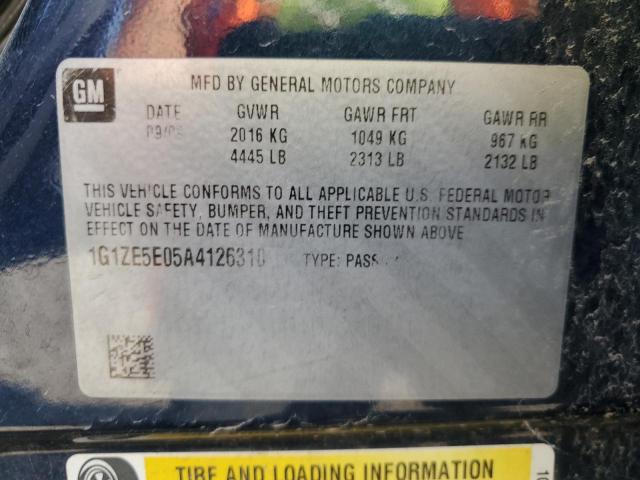 GM
MFD BY GENERAL MOTORS COMPANY
DATE GVWR GAWR FRT GAWR RR
2016 KG 1049 KG 967 KG
4445 LB 2313 LB 2132 LB
THIS VEHICLE CONFORMS TO ALL APPLICABLE U.S. FEDERAL MOTOR
VEHICLE SAFETY, BUMPER, AND THEFT PREVENTION STANDARDS IN
EFFECT ON THE DATE OF MANUFACTURE SHOWN ABOVE
1G1ZE5E05A4126310 TYPE: PASS
TIRE AND LOADING INFORMATION